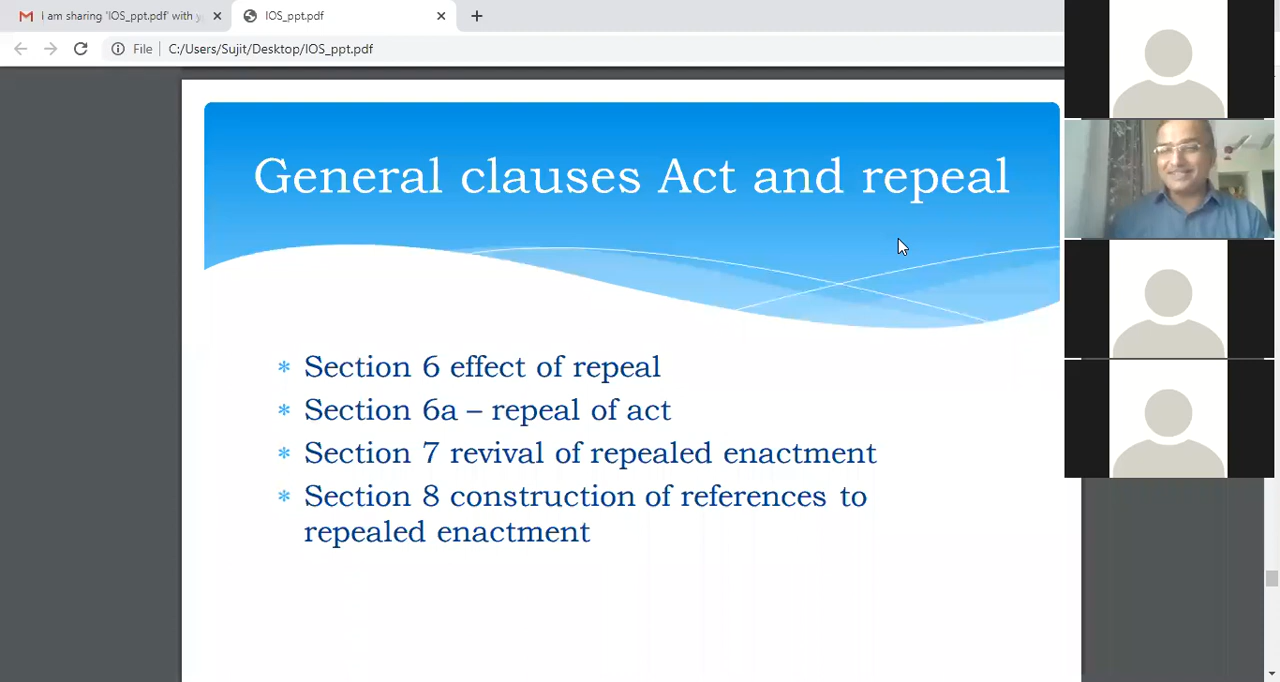 I am sharing 'IOS_ppt.pdf' with
IOS_ppt.pdf
File
C:/Users/Sujit/Desktop/IOS_ppt.pdf
General clauses Act and repeal
* Section 6 effect of repeal
* Section 6a – repeal of act
* Section 7 revival of repealed enactment
* Section 8 construction of references to
repealed enactment